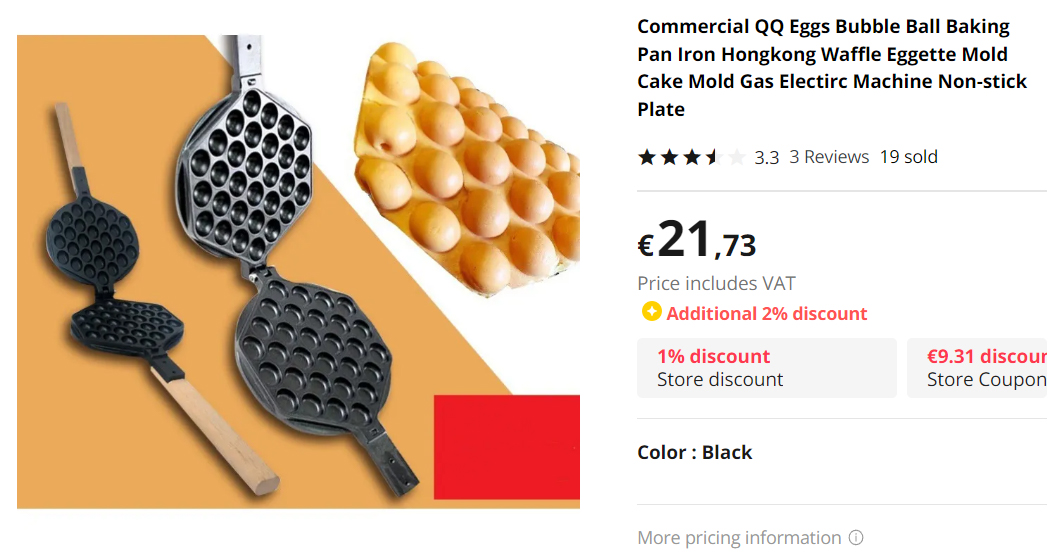 Commercial QQ Eggs Bubble Ball Baking
Pan Iron Hongkong Waffle Eggette Mold
Cake Mold Gas Electirc Machine Non-stick
Plate
3.3 3 Reviews 19 sold
€21,73
Price includes VAT
Additional 2% discount
1% discount
Store discount
€9.31 discour
Store Coupon
Color : Black
More pricing information